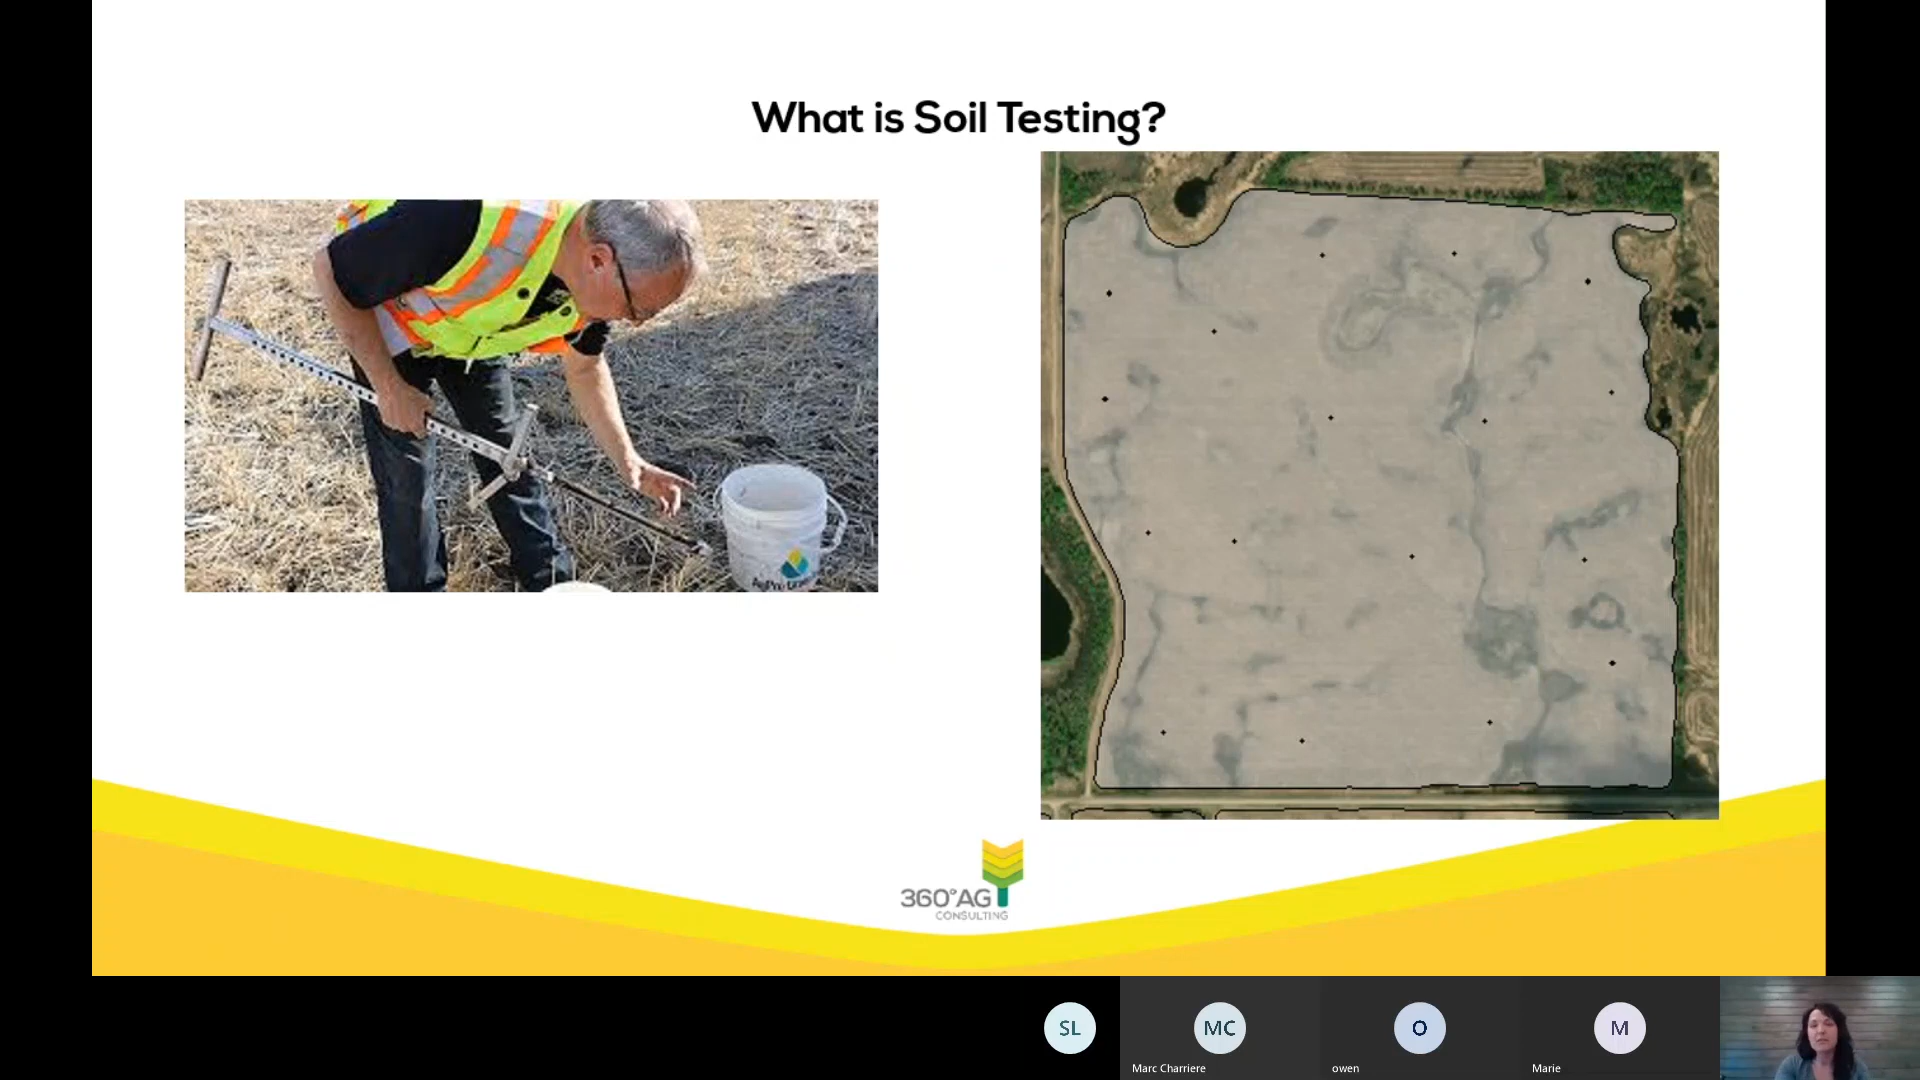 What is Soil Testing?
360°AG
CONSULTING
SL
MC
O
M
Marc Charriere
owen
Marie